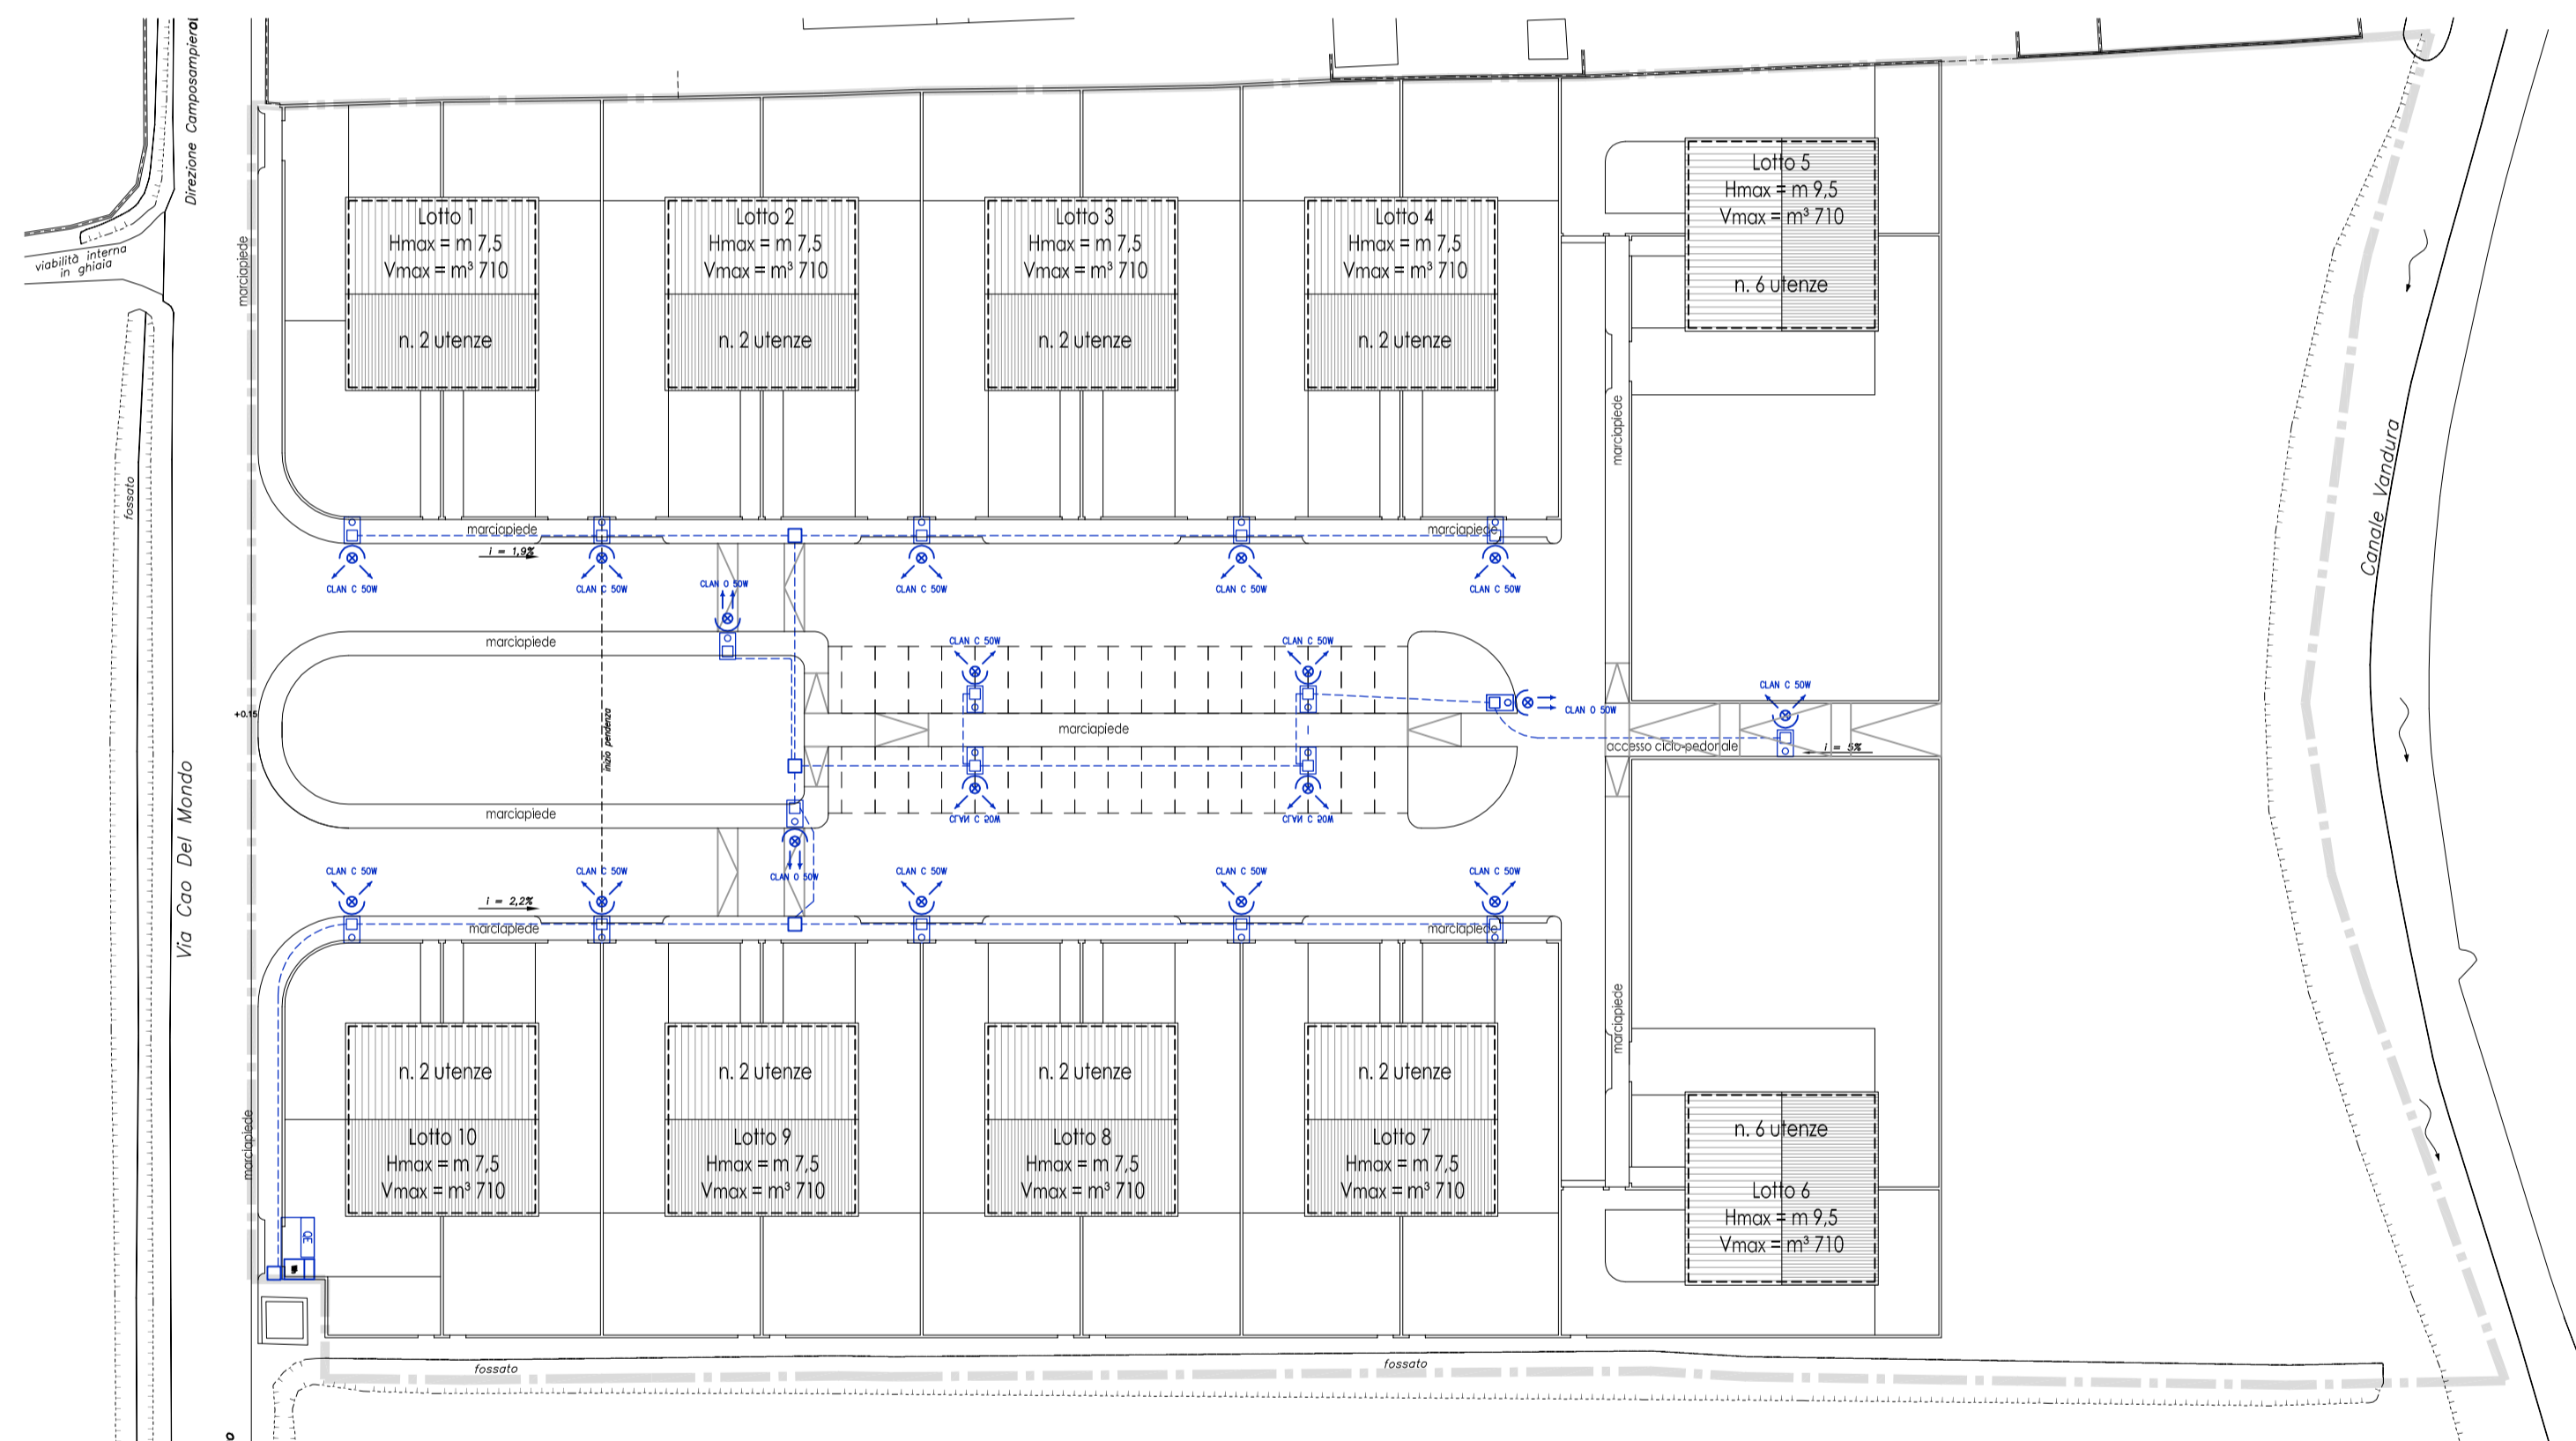 Direzione Camposampiero
viabilità interna
in ghiaia
marciapiede
fossato
Via Cao Del Mondo
marciapiede
+0.15
Lotto 1
Hmax = m 7,5
Vmax = m³ 710
n. 2 utenze
Lotto 2
Hmax = m 7,5
Vmax = m³ 710
n. 2 utenze
Lotto 3
Hmax = m 7,5
Vmax = m³ 710
n. 2 utenze
Lotto 4
Hmax = m 7,5
Vmax = m³ 710
n. 2 utenze
Lotto 5
Hmax = m 9,5
Vmax = m³ 710
n. 6 utenze
marciapiede
marciapiede
marciapiede
i = 1,9%
CLAN C 50W
CLAN C 50W
CLAN C 50W
CLAN C 50W
CLAN C 50W
CLAN O 50W
marciapiede
CLAN C 50W
CLAN C 50W
CLAN C 50W
CLAN O 50W
inizio pendenza
marciapiede
accesso ciclo-pedonale
i = 5%
marciapiede
CLAN C 50W
CLAN C 50W
CLAN O 50W
CLAN C 50W
CLAN C 50W
CLAN C 50W
CLAN C 50W
CLAN C 50W
i = 2,2%
marciapiede
marciapiede
marciapiede
n. 2 utenze
Lotto 10
Hmax = m 7,5
Vmax = m³ 710
n. 2 utenze
Lotto 9
Hmax = m 7,5
Vmax = m³ 710
n. 2 utenze
Lotto 8
Hmax = m 7,5
Vmax = m³ 710
n. 2 utenze
Lotto 7
Hmax = m 7,5
Vmax = m³ 710
n. 6 utenze
Lotto 6
Hmax = m 9,5
Vmax = m³ 710
QE
Canale Vandura
fossato
fossato